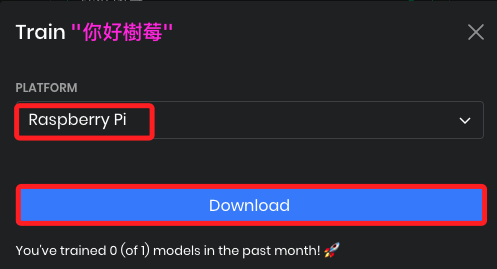 Train "你好樹莓"
PLATFORM
Raspberry Pi
Download
You've trained 0 (of 1) models in the past month! 🚀